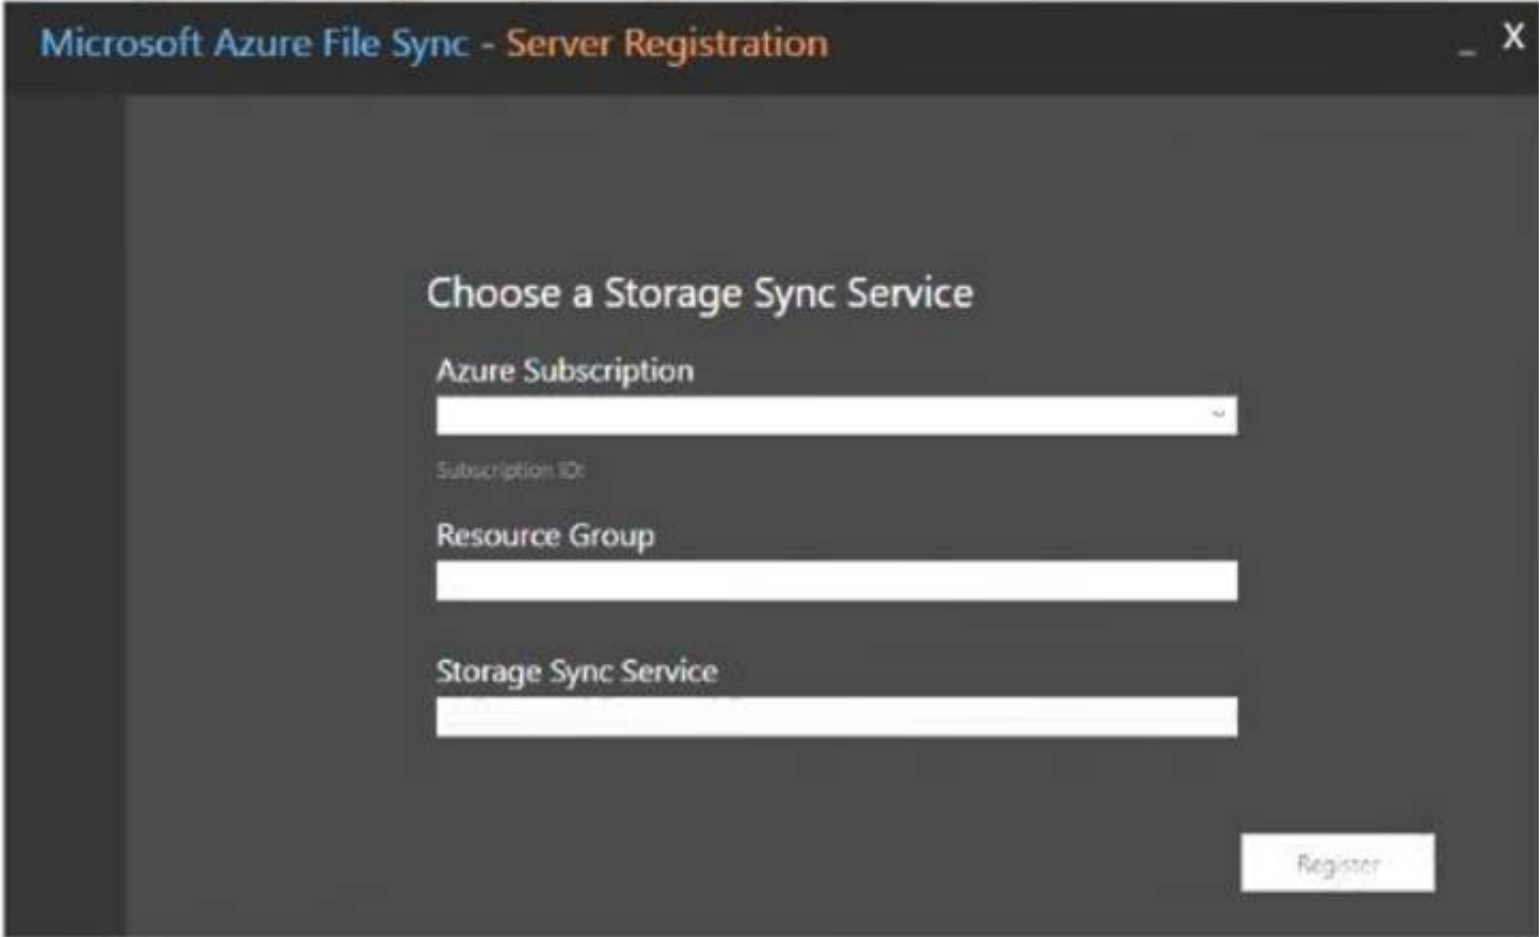 Microsoft Azure File Sync - Server Registration
_ X
Choose a Storage Sync Service
Azure Subscription
Subscription ID:
Resource Group
Storage Sync Service
Register